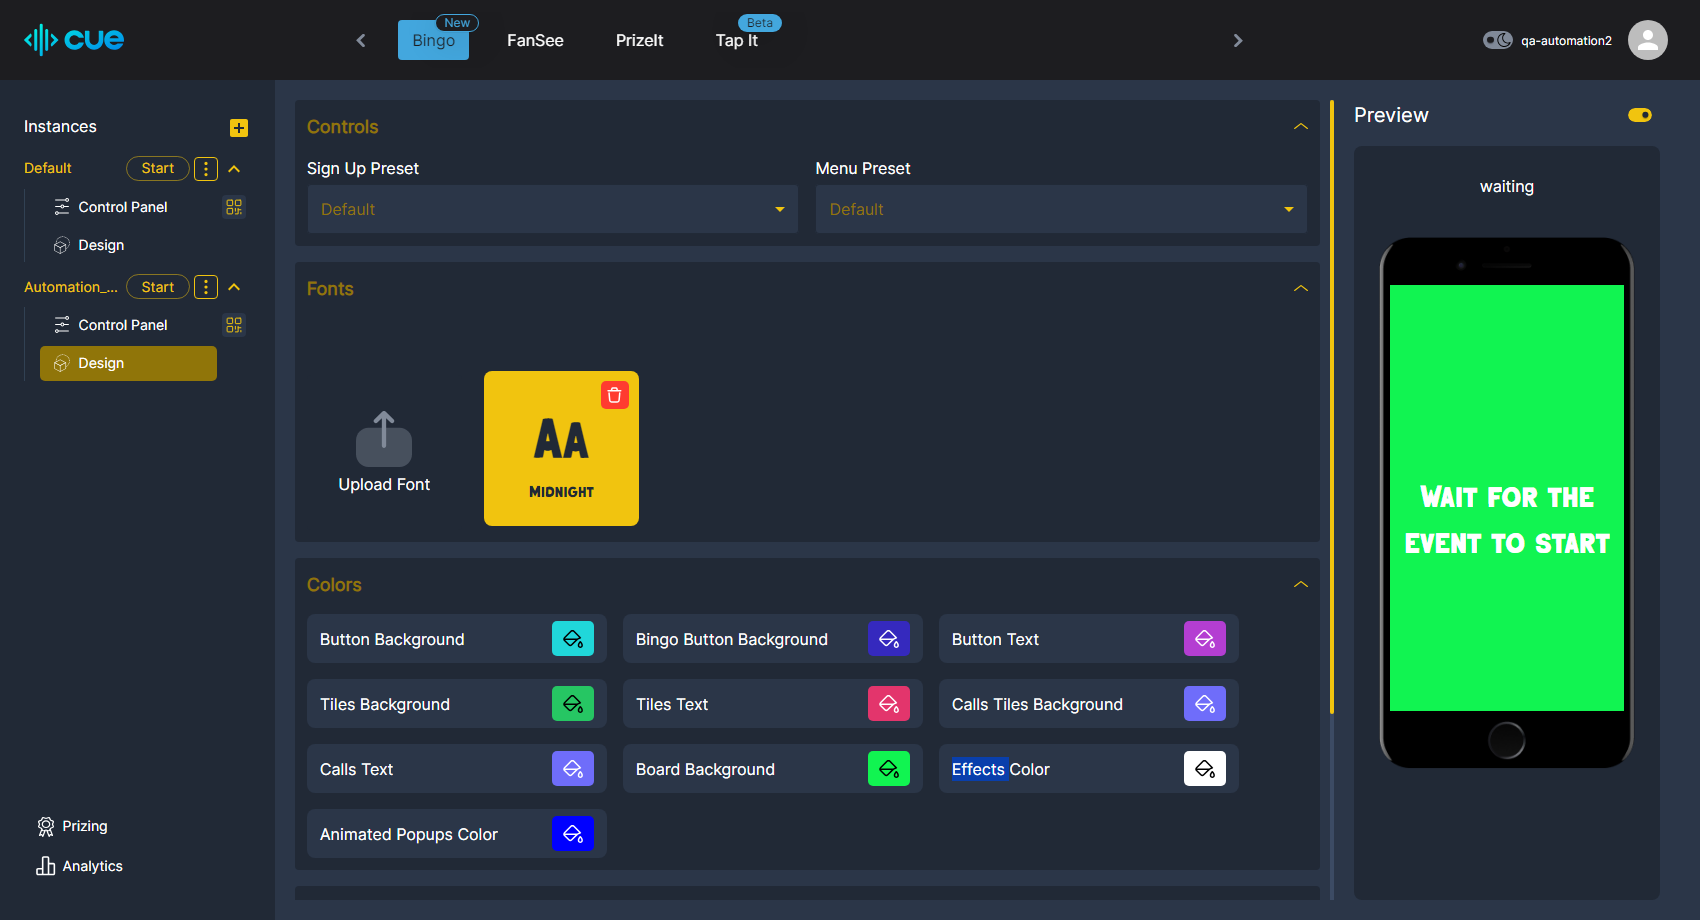 cue
New
Bingo
FanSee
PrizeIt
Beta
Tap It
qa-automation2
Instances
Default
Start
Control Panel
Design
Automation_...
Start
Control Panel
Design
Prizing
Analytics
Controls
Sign Up Preset
Menu Preset
Default
Default
Fonts
Upload Font
AA
MIDNIGHT
Colors
Button Background
Bingo Button Background
Button Text
Tiles Background
Tiles Text
Calls Tiles Background
Calls Text
Board Background
Effects Color
Animated Popups Color
Preview
waiting
WAIT FOR THE
EVENT TO START